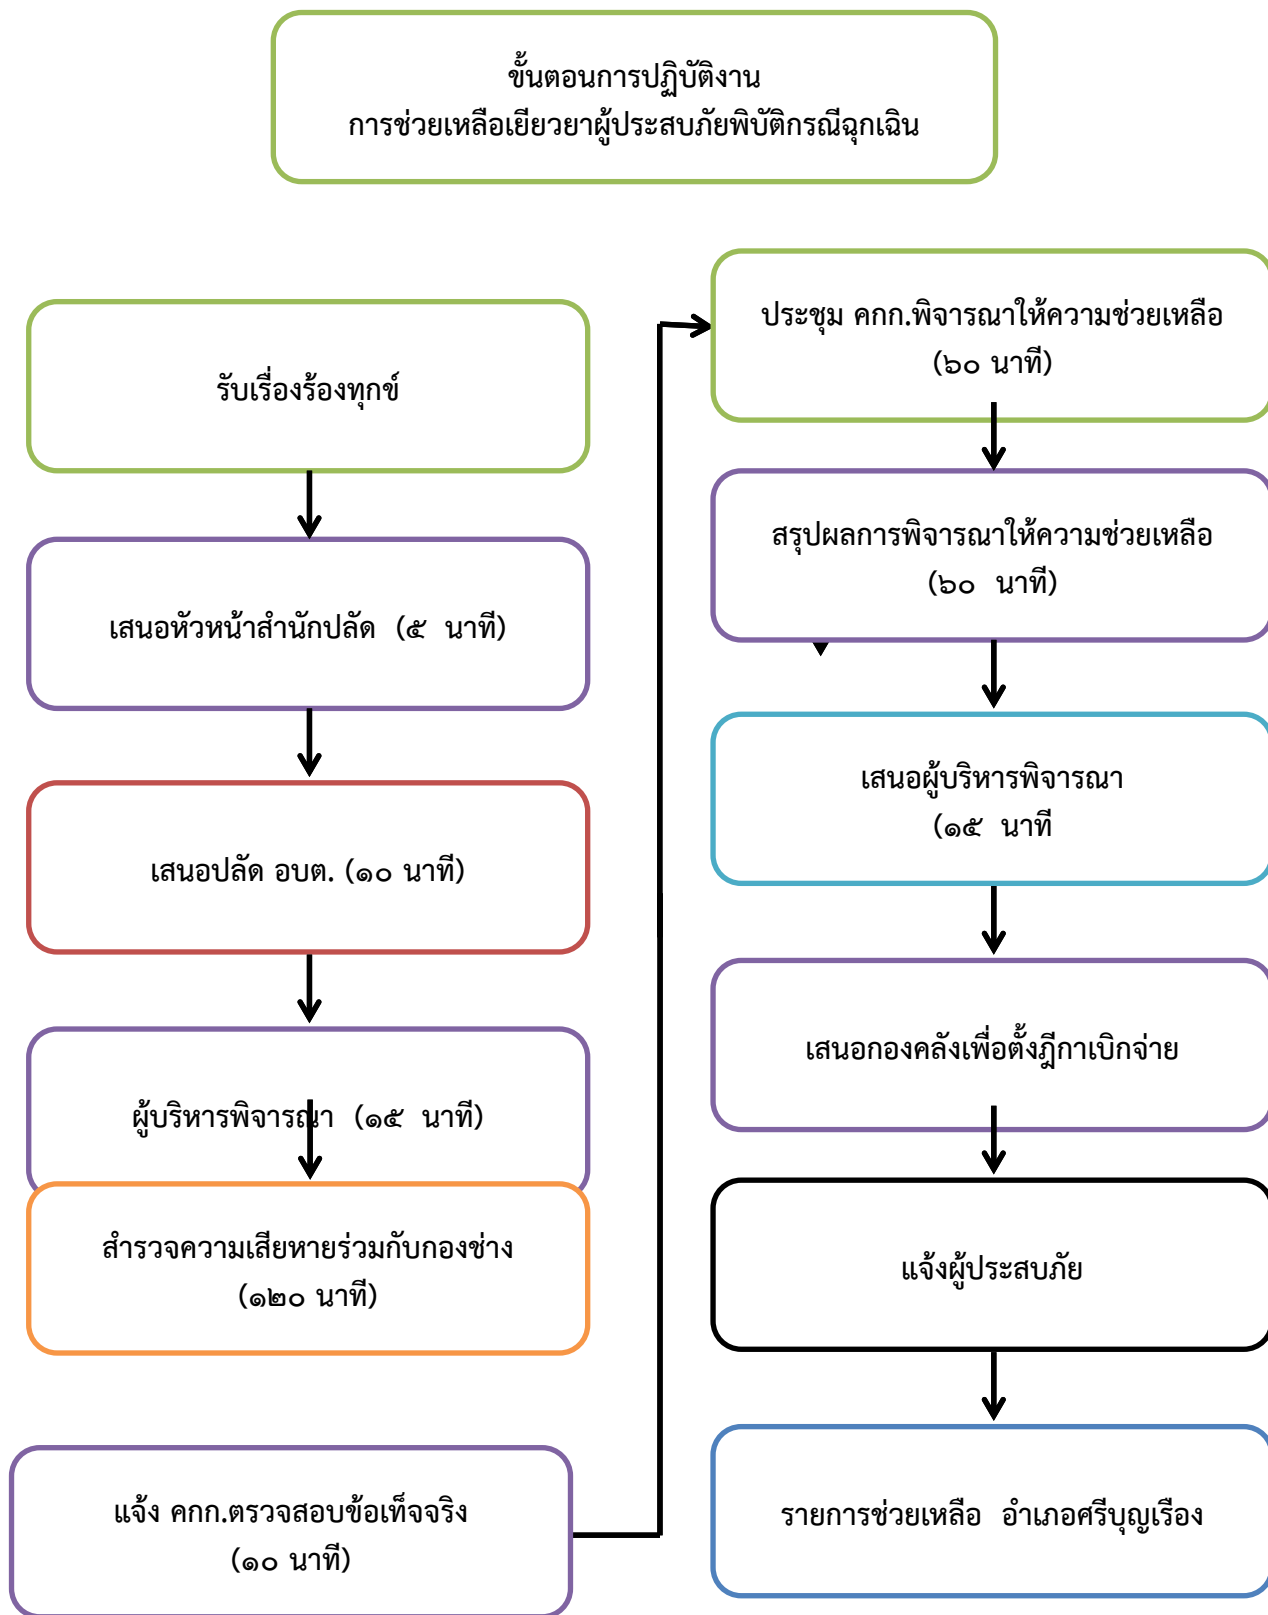 ขั้นตอนการปฏิบัติงาน
การช่วยเหลือเยียวยาผู้ประสบภัยพิบัติกรณีฉุกเฉิน
รับเรื่องร้องทุกข์
เสนอหัวหน้าสำนักปลัด (๕ นาที)
เสนอปลัด อบต. (๑๐ นาที)
ผู้บริหารพิจารณา (๑๕ นาที)
สำรวจความเสียหายร่วมกับกองช่าง
(๑๒๐ นาที)
แจ้ง คกก.ตรวจสอบข้อเท็จจริง
(๑๐ นาที)
ประชุม คกก.พิจารณาให้ความช่วยเหลือ
(๖๐ นาที)
สรุปผลการพิจารณาให้ความช่วยเหลือ
(๖๐ นาที)
เสนอผู้บริหารพิจารณา
(๑๕ นาที
เสนอกองคลังเพื่อตั้งฎีกาเบิกจ่าย
แจ้งผู้ประสบภัย
รายการช่วยเหลือ อำเภอศรีบุญเรือง